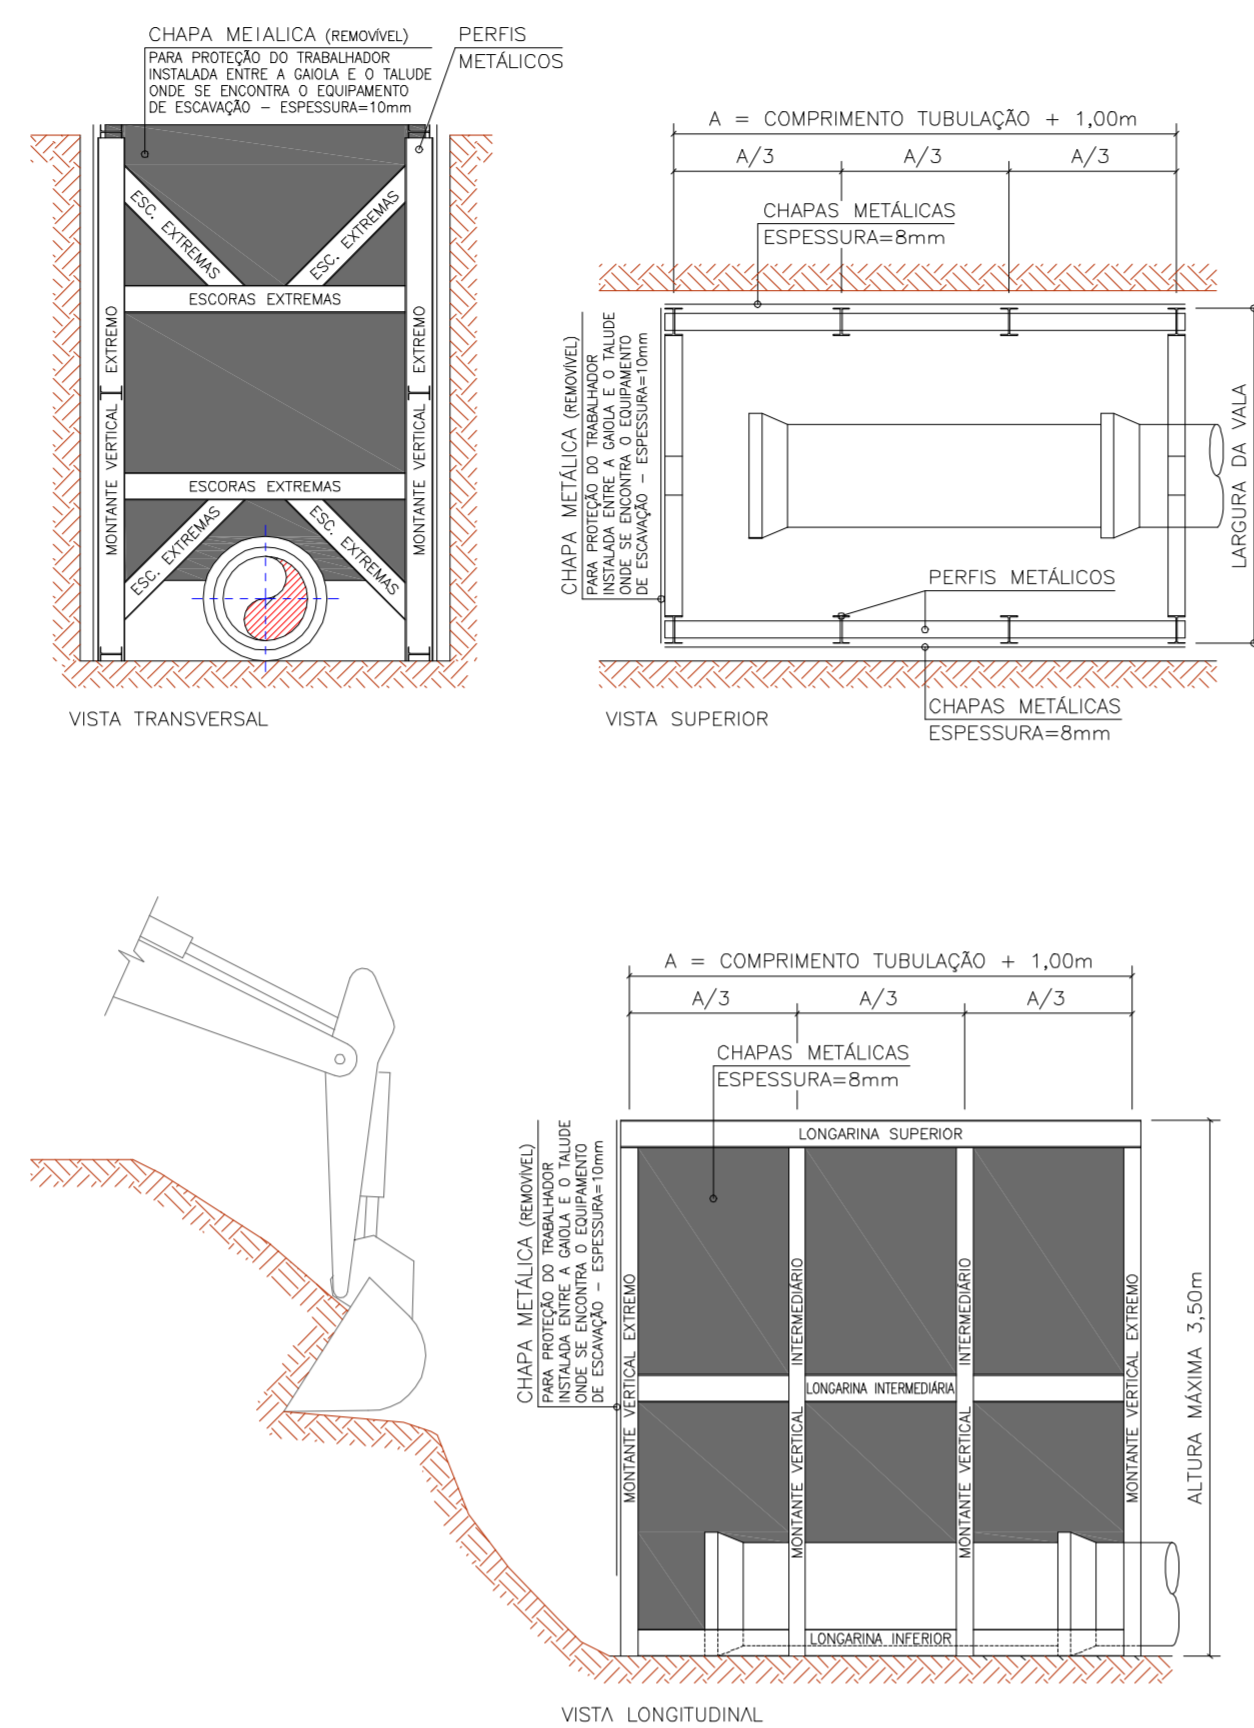 CHAPA MEIALICA (REMOVÍVEL)
PARA PROTEÇÃO DO TRABALHADOR
INSTALADA ENTRE A GAIOLA E O TALUDE
ONDE SE ENCONTRA O EQUIPAMENTO
DE ESCAVAÇÃO – ESPESSURA=10mm
PERFIS
METÁLICOS
ESC. EXTREMAS
ESC. EXTREMAS
ESCORAS EXTREMAS
MONTANTE VERTICAL EXTREMO
MONTANTE VERTICAL EXTREMO
ESCORAS EXTREMAS
ESC. EXTREMAS
ESC. EXTREMAS
VISTA TRANSVERSAL
A = COMPRIMENTO TUBULAÇÃO + 1,00m
A/3
A/3
A/3
CHAPAS METÁLICAS
ESPESSURA=8mm
CHAPA METÁLICA (REMOVÍVEL)
PARA PROTEÇÃO DO TRABALHADOR
INSTALADA ENTRE A GAIOLA E O TALUDE
ONDE SE ENCONTRA O EQUIPAMENTO
DE ESCAVAÇÃO – ESPESSURA=10mm
LARGURA DA VALA
PERFIS METÁLICOS
CHAPAS METÁLICAS
ESPESSURA=8mm
VISTA SUPERIOR
A = COMPRIMENTO TUBULAÇÃO + 1,00m
A/3
A/3
A/3
CHAPAS METÁLICAS
ESPESSURA=8mm
CHAPA METÁLICA (REMOVÍVEL)
PARA PROTEÇÃO DO TRABALHADOR
INSTALADA ENTRE A GAIOLA E O TALUDE
ONDE SE ENCONTRA O EQUIPAMENTO
DE ESCAVAÇÃO – ESPESSURA=10mm
LONGARINA SUPERIOR
MONTANTE VERTICAL EXTREMO
MONTANTE VERTICAL INTERMEDIÁRIO
MONTANTE VERTICAL INTERMEDIÁRIO
MONTANTE VERTICAL EXTREMO
LONGARINA INTERMEDIÁRIA
LONGARINA INFERIOR
ALTURA MÁXIMA 3,50m
VISTA LONGITUDINAL